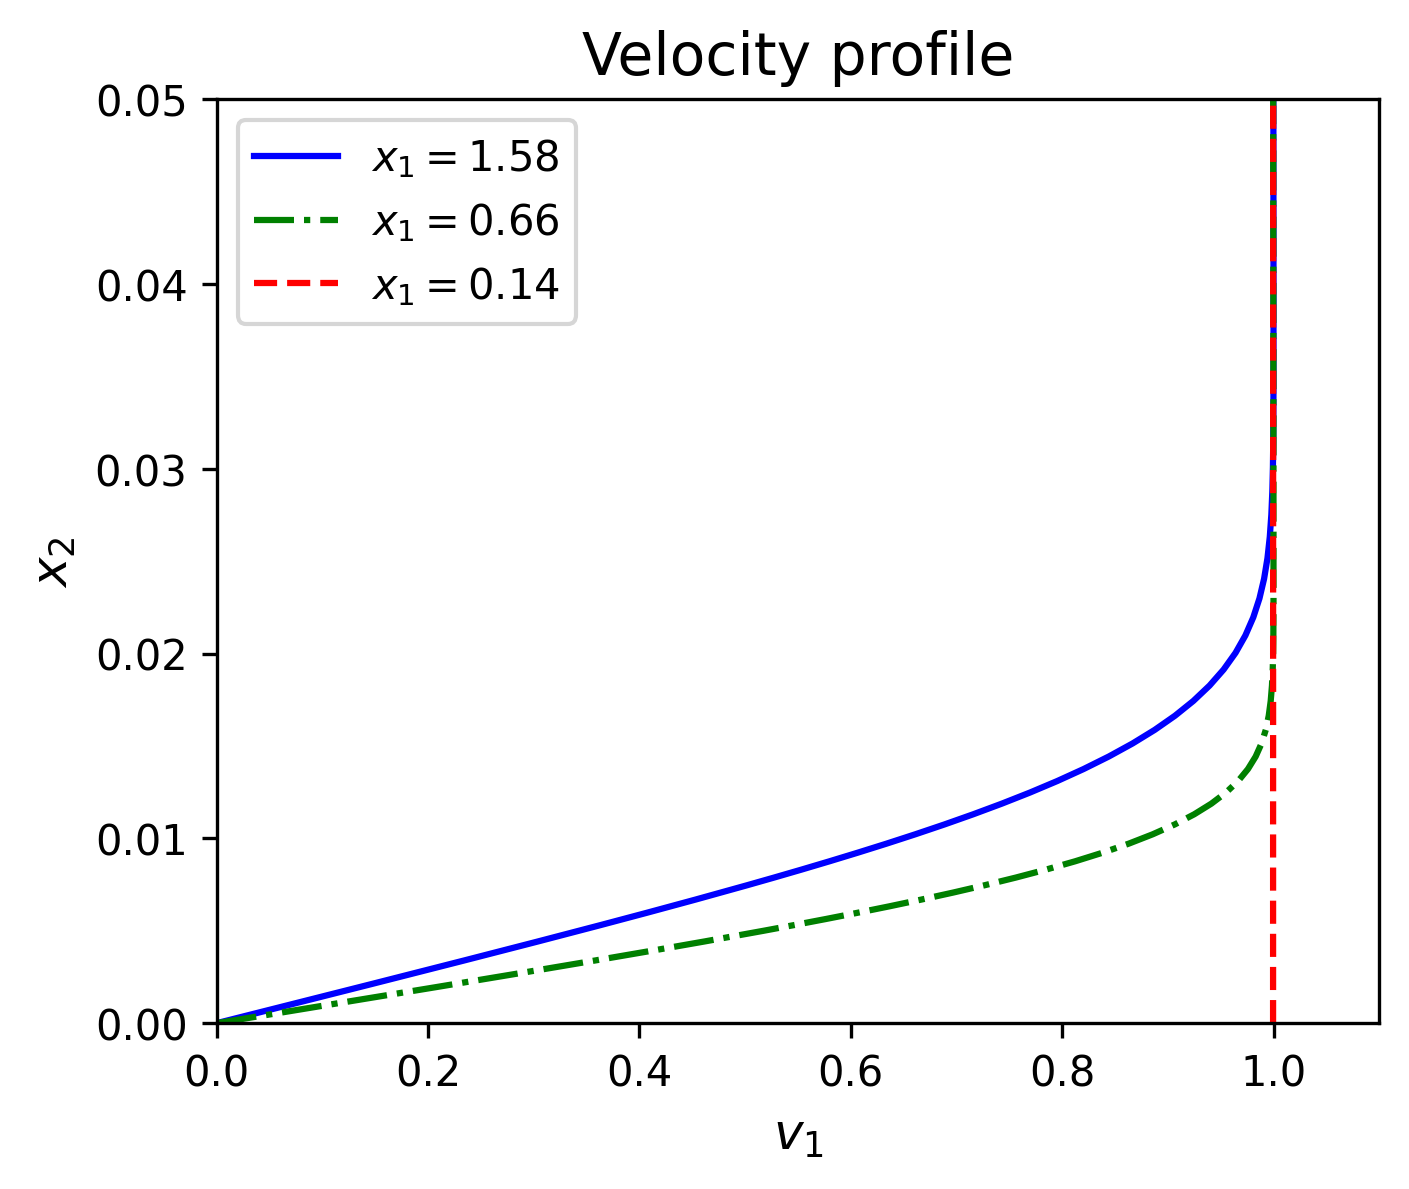 Velocity profile
x₁ = 1.58
x₁ = 0.66
x₁ = 0.14
0.05
0.04
0.03
0.02
0.01
0.00
x₂
0.0 0.2 0.4 0.6 0.8 1.0
v₁